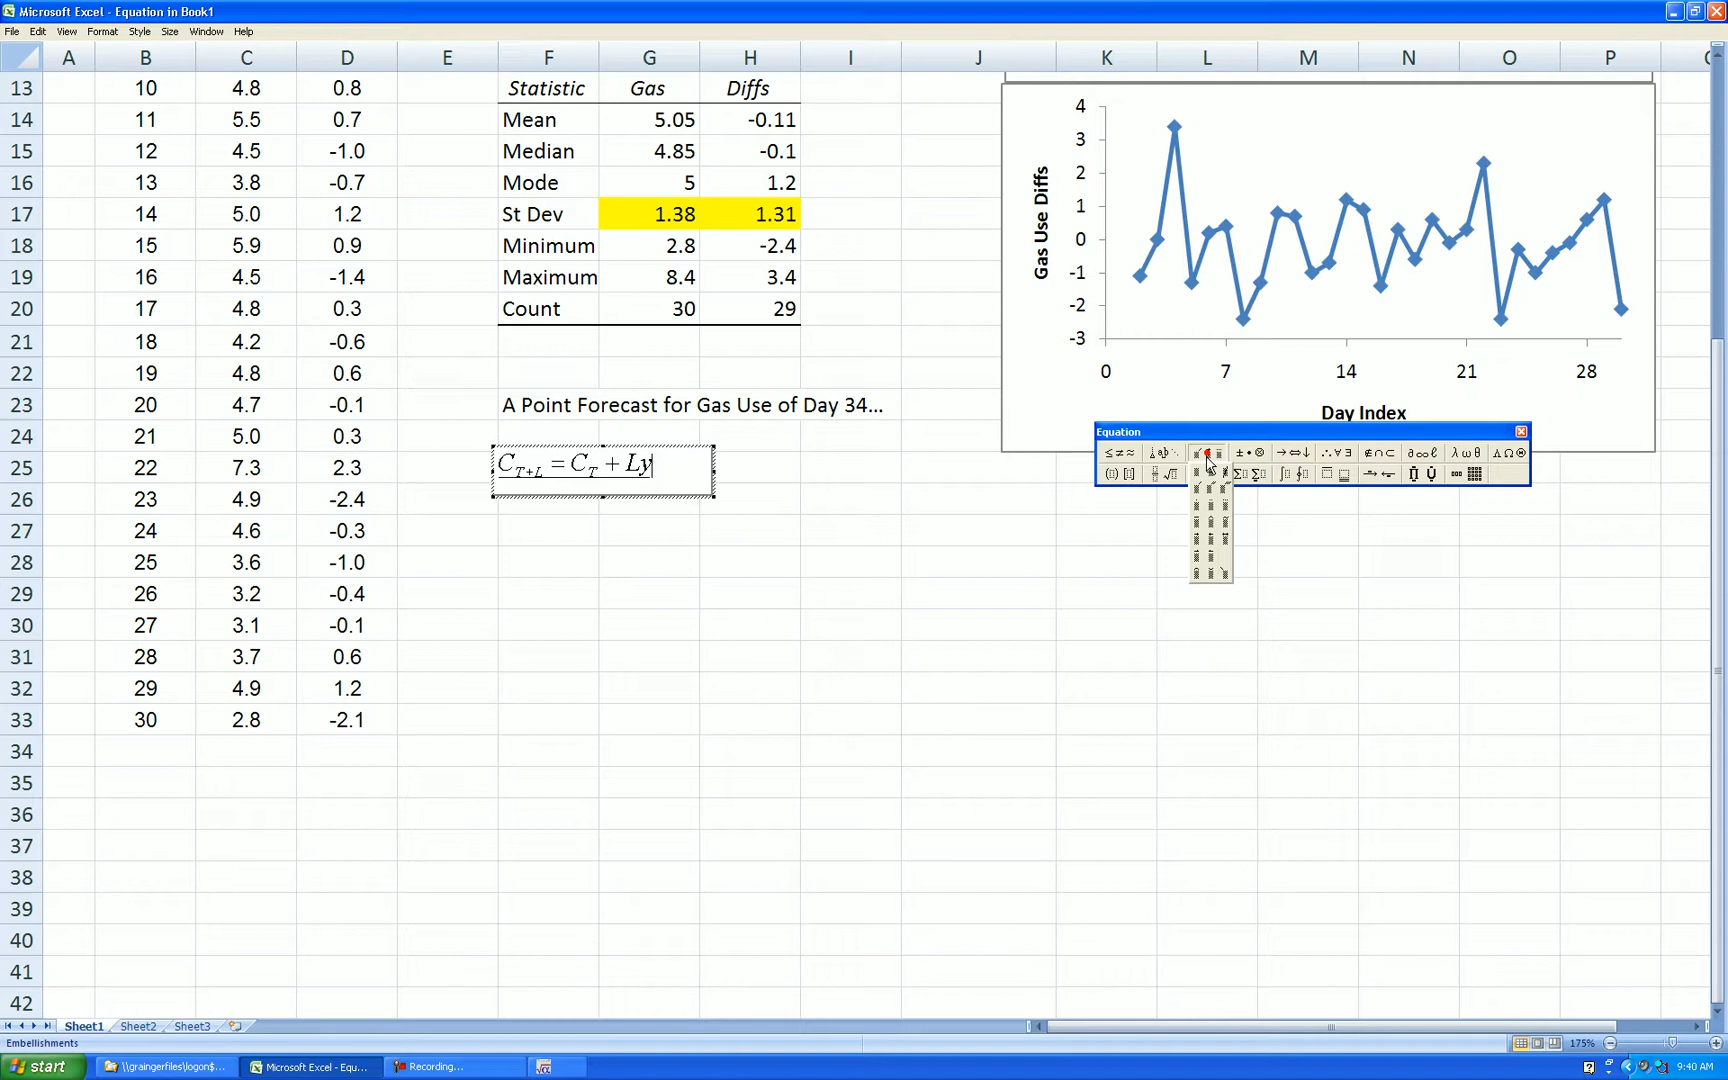 Microsoft Excel - Equation in Book1
File Edit View Format Style Size Window Help
A B C D E F G H I J K L M N O P
13 10 4.8 0.8 Statistic Gas Diffs
14 11 5.5 0.7 Mean 5.05 -0.11
15 12 4.5 -1.0 Median 4.85 -0.1
16 13 3.8 -0.7 Mode 5 1.2
17 14 5.0 1.2 St Dev 1.38 1.31
18 15 5.9 0.9 Minimum 2.8 -2.4
19 16 4.5 -1.4 Maximum 8.4 3.4
20 17 4.8 0.3 Count 30 29
21 18 4.2 -0.6
22 19 4.8 0.6
23 20 4.7 -0.1 A Point Forecast for Gas Use of Day 34...
24 21 5.0 0.3
25 22 7.3 2.3 C_{T+L} = C_T + Ly
26 23 4.9 -2.4
27 24 4.6 -0.3
28 25 3.6 -1.0
29 26 3.2 -0.4
30 27 3.1 -0.1
31 28 3.7 0.6
32 29 4.9 1.2
33 30 2.8 -2.1
34
35
36
37
38
39
40
41
42
4
3
2
1
0
-1
-2
-3
Gas Use Diffs
0 7 14 21 28
Day Index
Equation
Sheet1 Sheet2 Sheet3
Embellishments
175%
start
\\graingerfiles\logon$...
Microsoft Excel - Equ...
Recording...
9:40 AM